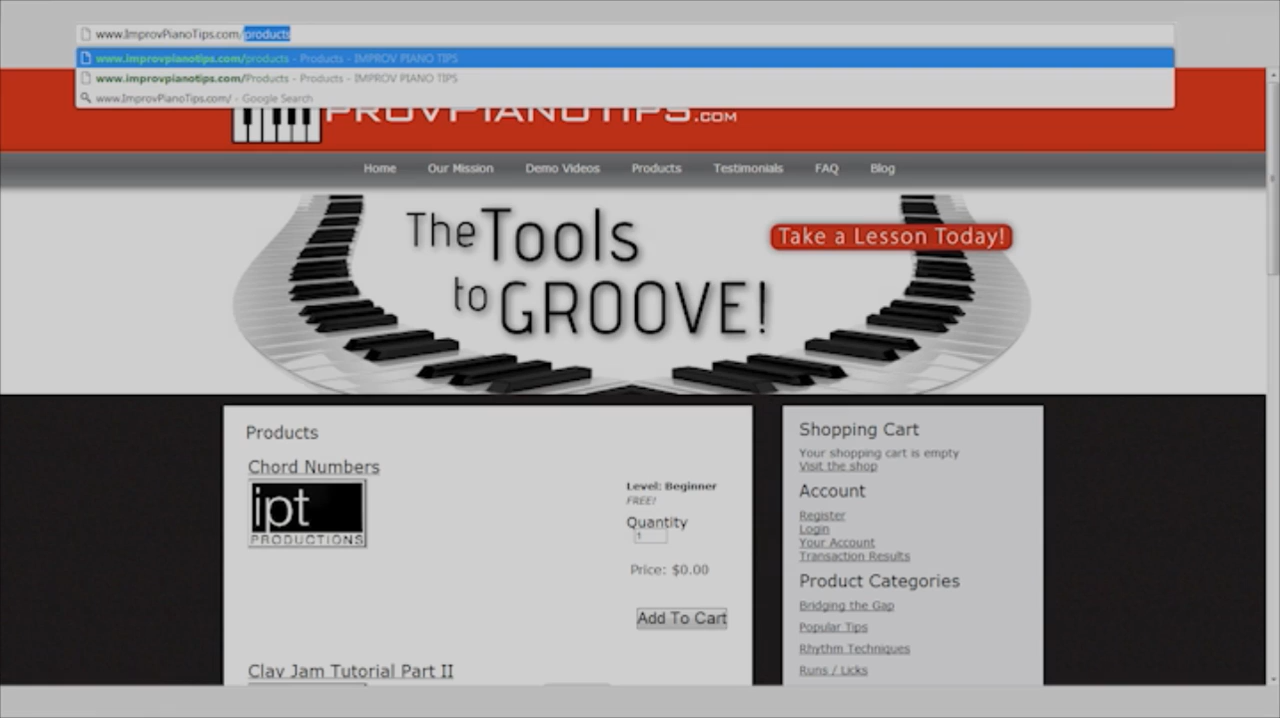 www.ImprovPianoTips.com/products
www.improvpianotips.com/products - Products - IMPROV PIANO TIPS
www.improvpianotips.com/Products - Products - IMPROV PIANO TIPS
www.ImprovPianoTips.com/ - Google Search
PROVPIANOTIPS.COM
Home Our Mission Demo Videos Products Testimonials FAQ Blog
The Tools
to GROOVE!
Take a Lesson Today!
Products
Chord Numbers
ipt
PRODUCTIONS
Level: Beginner
FREE!
Quantity
1
Price: $0.00
Add To Cart
Clav Jam Tutorial Part II
Shopping Cart
Your shopping cart is empty
Visit the shop
Account
Register
Login
Your Account
Transaction Results
Product Categories
Bridging the Gap
Popular Tips
Rhythm Techniques
Runs / Licks